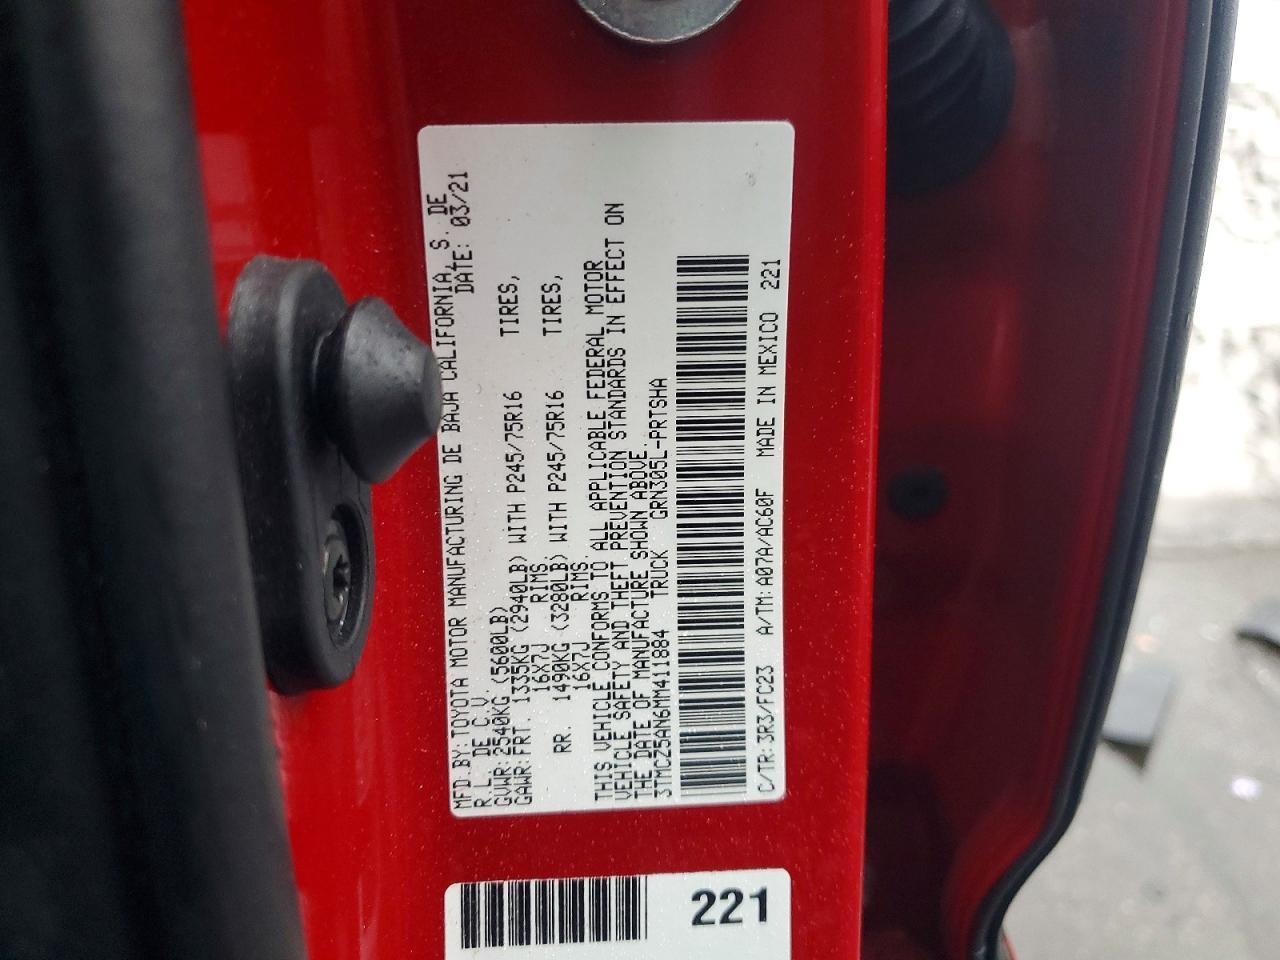 MFD.BY: TOYOTA MOTOR MANUFACTURING DE BAJA CALIFORNIA, S. DE
R.L. DE C.V. DATE: 03/21
GVWR: 2540KG (5600LB)
GAWR: FRT. 1335KG (2940LB) WITH P245/75R16 TIRES,
16X7J RIMS.
RR. 1490KG (3280LB) WITH P245/75R16 TIRES,
16X7J RIMS.
THIS VEHICLE CONFORMS TO ALL APPLICABLE FEDERAL MOTOR
VEHICLE SAFETY AND THEFT PREVENTION STANDARDS IN EFFECT ON
THE DATE OF MANUFACTURE SHOWN ABOVE.
3TMCZ5AN6MM411884 TRUCK GRN305L-PRTSHA
C/TR: 3R3/FC23 A/TM: A07A/AC60F MADE IN MEXICO 221
221